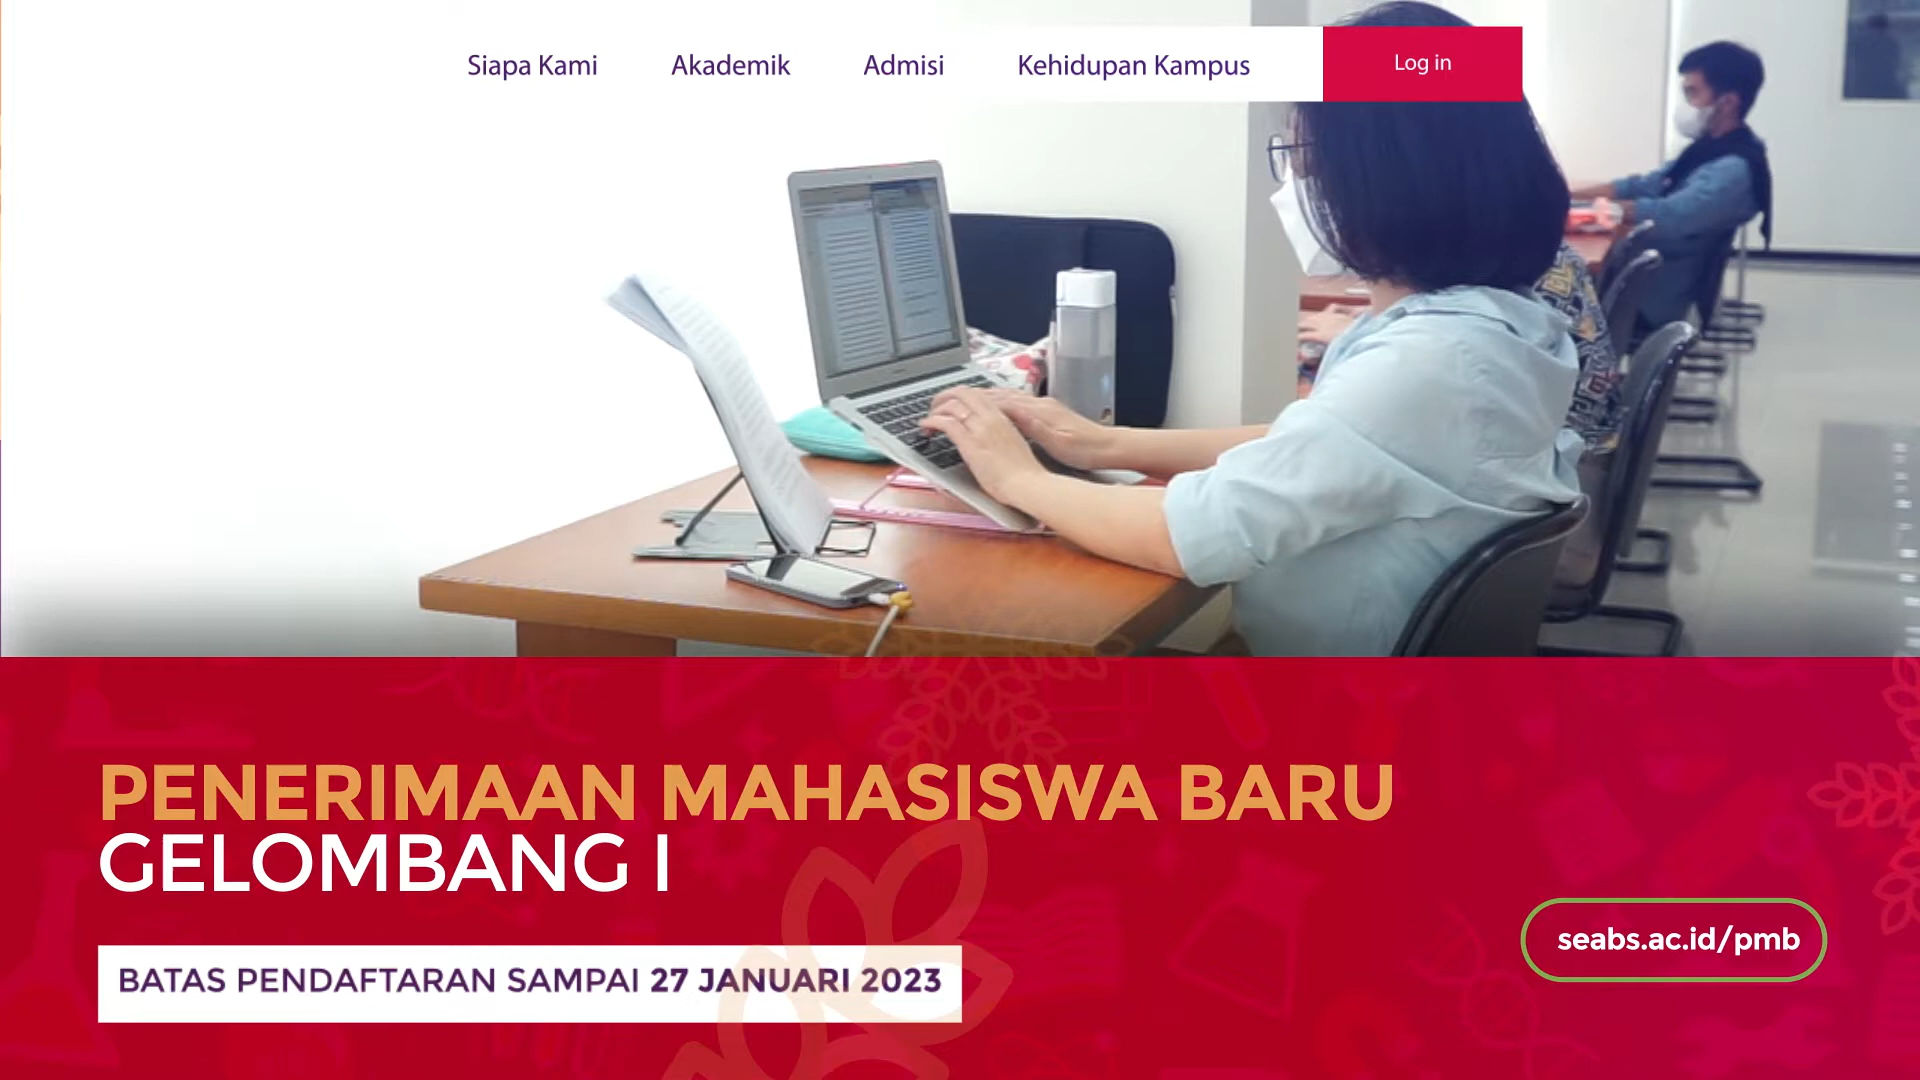 Siapa Kami
Akademik
Admisi
Kehidupan Kampus
Log in
PENERIMAAN MAHASISWA BARU
GELOMBANG I
BATAS PENDAFTARAN SAMPAI 27 JANUARI 2023
seabs.ac.id/pmb